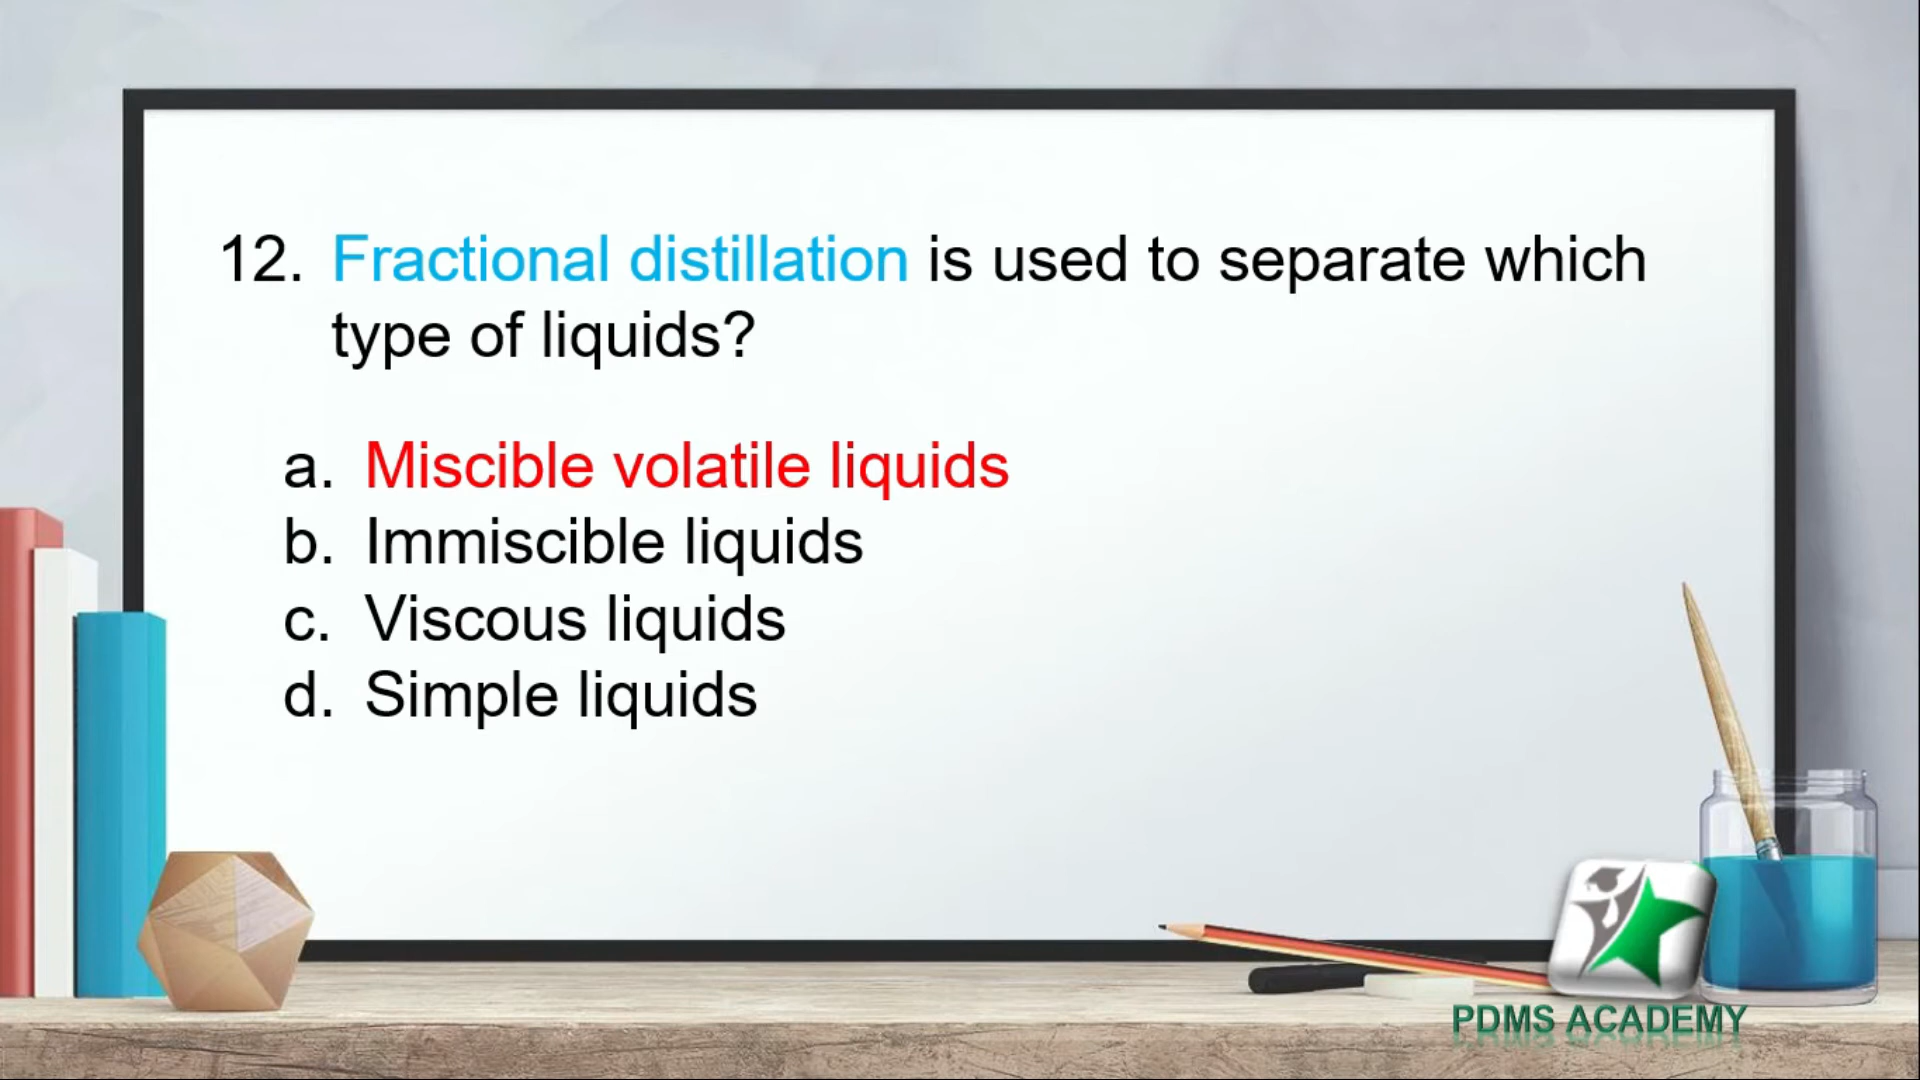 12. Fractional distillation is used to separate which
type of liquids?
a. Miscible volatile liquids
b. Immiscible liquids
c. Viscous liquids
d. Simple liquids
PDMS ACADEMY